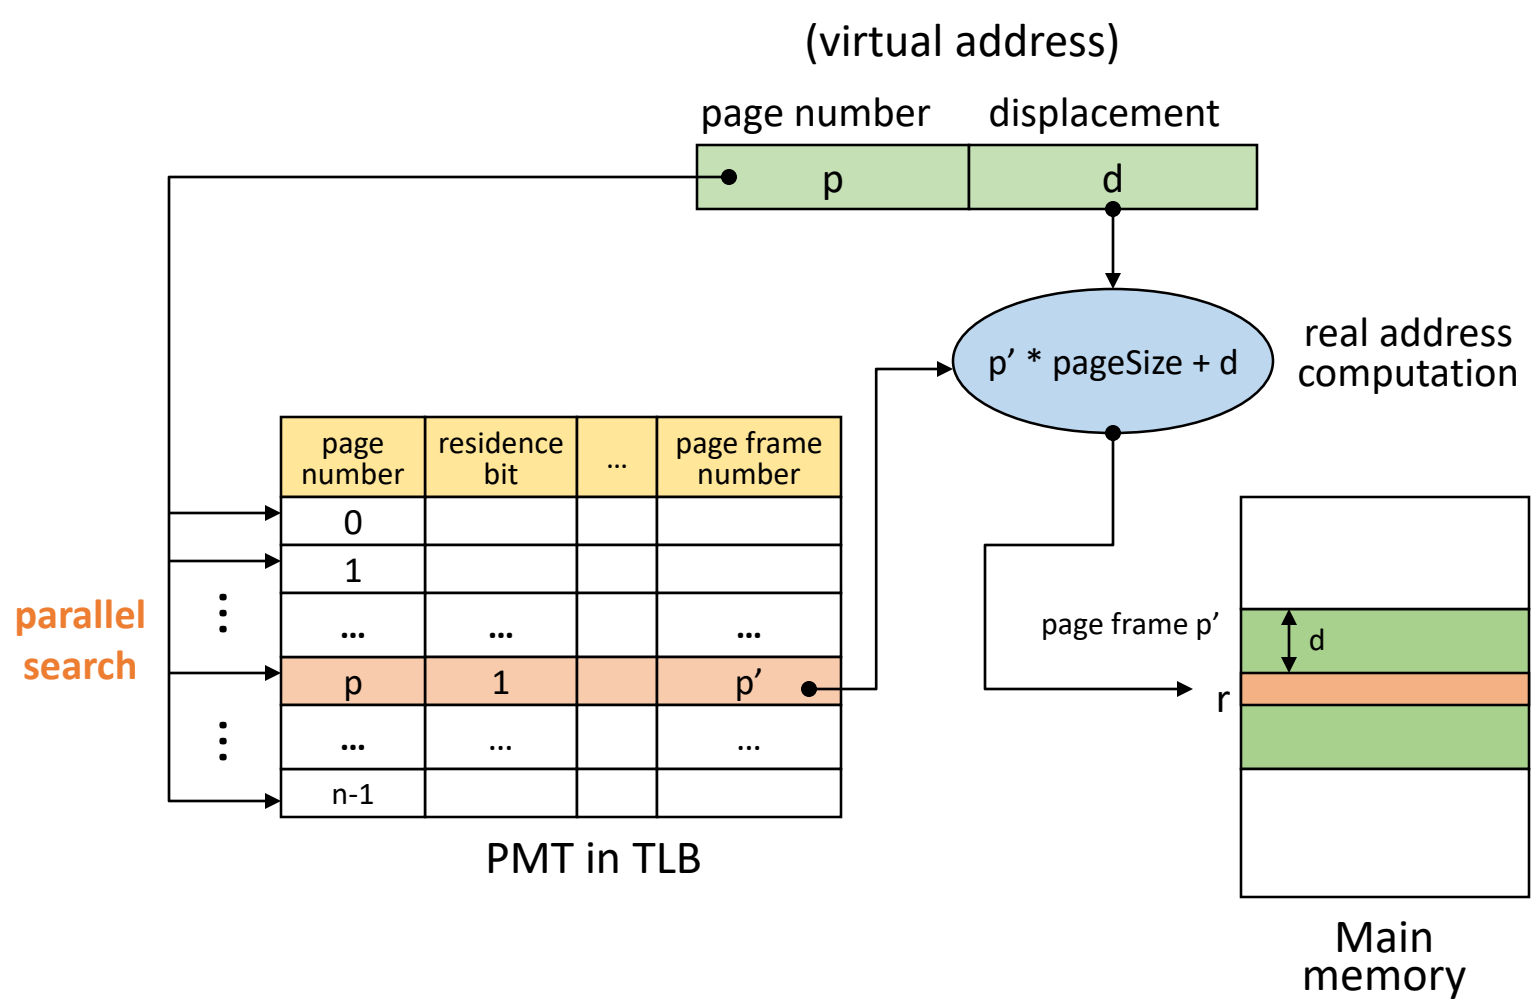 (virtual address)
page number displacement
p d
p’ * pageSize + d
real address
computation
page number residence bit … page frame number
0
1
... ... ...
p 1 p’
... … …
n-1
parallel
search
PMT in TLB
page frame p’
d
r
Main
memory